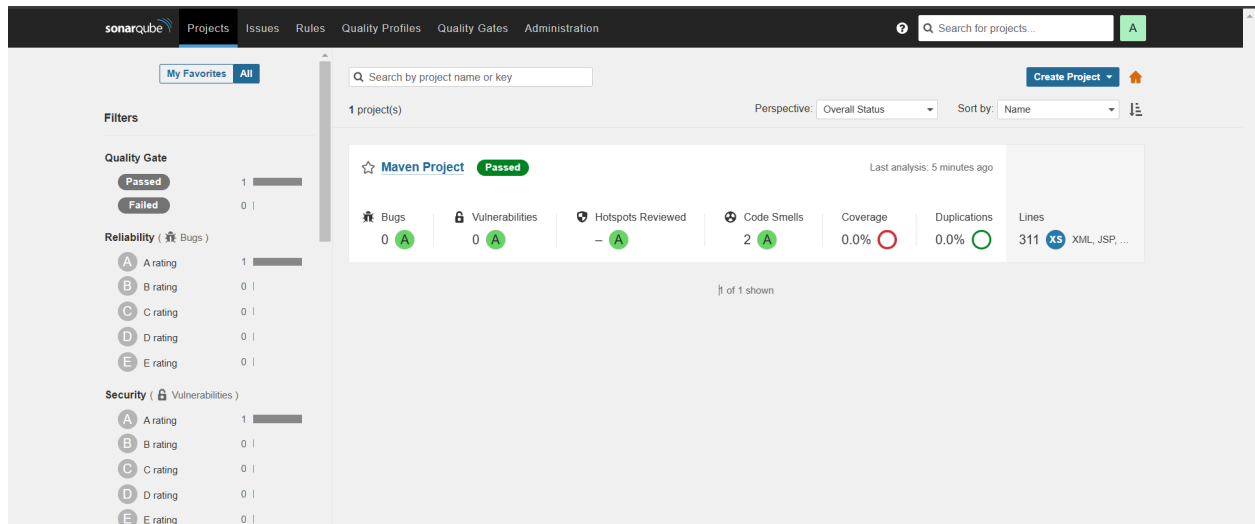 sonarqube Projects Issues Rules Quality Profiles Quality Gates Administration ? Search for projects... A
My Favorites All
Filters
Quality Gate
Passed 1
Failed 0
Reliability ( Bugs )
A A rating 1
B B rating 0
C C rating 0
D D rating 0
E E rating 0
Security ( Vulnerabilities )
A A rating 1
B B rating 0
C C rating 0
D D rating 0
E E rating 0
Search by project name or key Create Project
1 project(s) Perspective: Overall Status Sort by: Name
Maven Project Passed Last analysis: 5 minutes ago
Bugs Vulnerabilities Hotspots Reviewed Code Smells Coverage Duplications Lines
0 A 0 A – A 2 A 0.0% 0.0% 311 XS XML, JSP, ...
1 of 1 shown